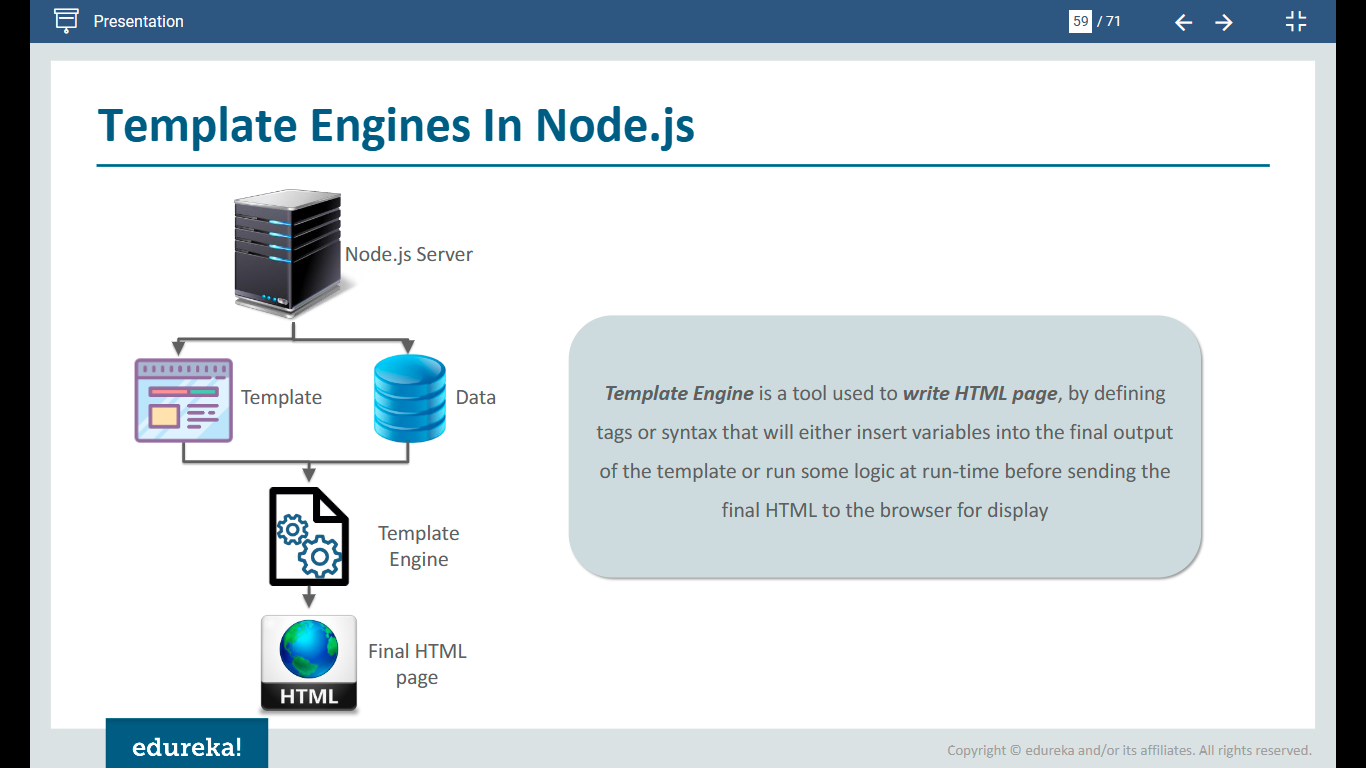 Presentation
59 / 71
Template Engines In Node.js
Node.js Server
Template
Data
Template
Engine
HTML
Final HTML
page
Template Engine is a tool used to write HTML page, by defining
tags or syntax that will either insert variables into the final output
of the template or run some logic at run-time before sending the
final HTML to the browser for display
edureka!
Copyright © edureka and/or its affiliates. All rights reserved.